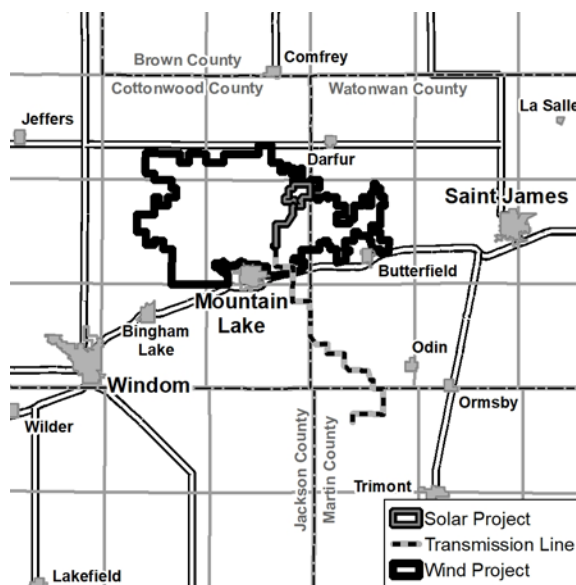 Brown County
Comfrey
Cottonwood County
Watonwan County
La Salle
Jeffers
Darfur
Saint James
Butterfield
Mountain
Lake
Bingham
Lake
Odin
Windom
Ormsby
Wilder
Jackson County
Martin County
Trimont
Solar Project
Transmission Line
Wind Project
Lakefield